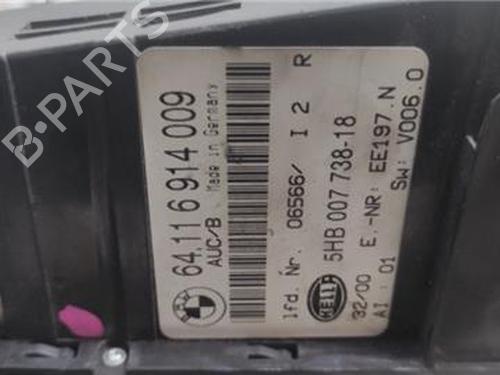 64.11 6 914 009
AUC/B Made in Germany
lfd. Nr. 06566/ I 2 R
HELLA 5HB 007 738-18
32/00 E.-NR: EE197.N
AI: 01 SW: V006.0
B-PARTS